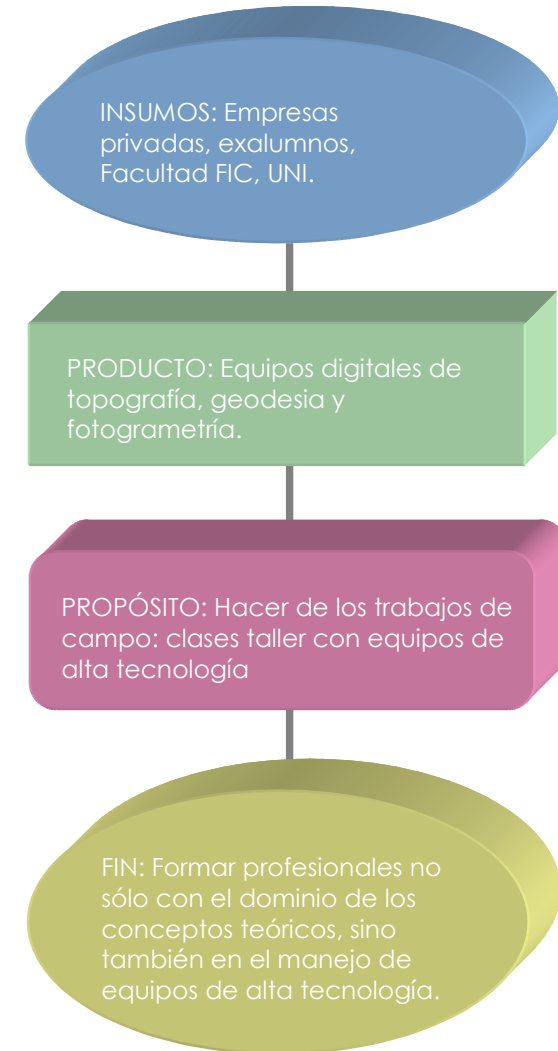 INSUMOS: Empresas
privadas, exalumnos,
Facultad FIC, UNI.
PRODUCTO: Equipos digitales de
topografía, geodesia y
fotogrametría.
PROPÓSITO: Hacer de los trabajos de
campo: clases taller con equipos de
alta tecnología
FIN: Formar profesionales no
sólo con el dominio de los
conceptos teóricos, sino
también en el manejo de
equipos de alta tecnología.